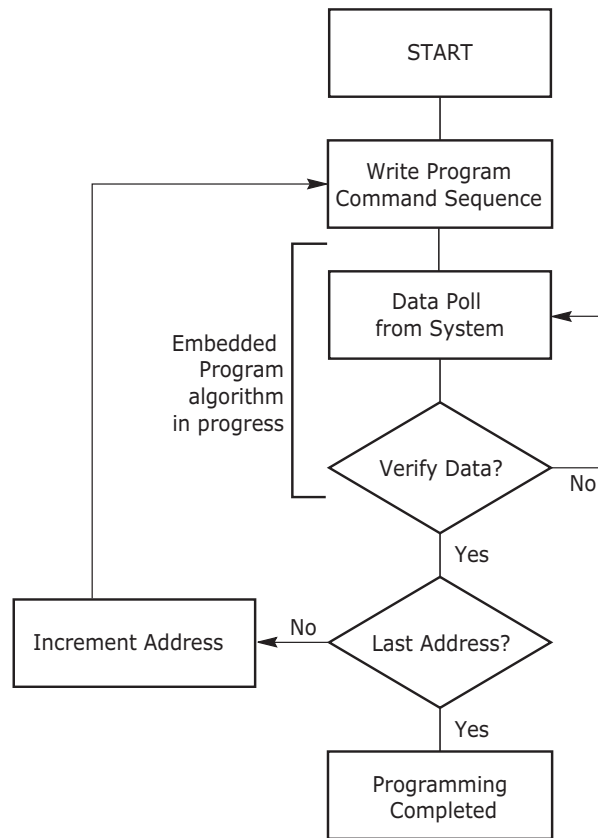 START
Write Program
Command Sequence
Data Poll
from System
Embedded
Program
algorithm
in progress
Verify Data?
No
Yes
Last Address?
No
Increment Address
Yes
Programming
Completed